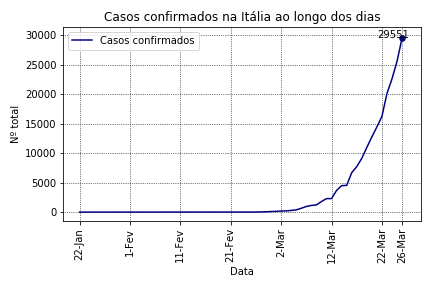 Casos confirmados na Itália ao longo dos dias
29551
Casos confirmados
30000
25000
20000
15000
10000
5000
0
Nº total
22-Jan
1-Fev
11-Fev
21-Fev
2-Mar
12-Mar
22-Mar
26-Mar
Data